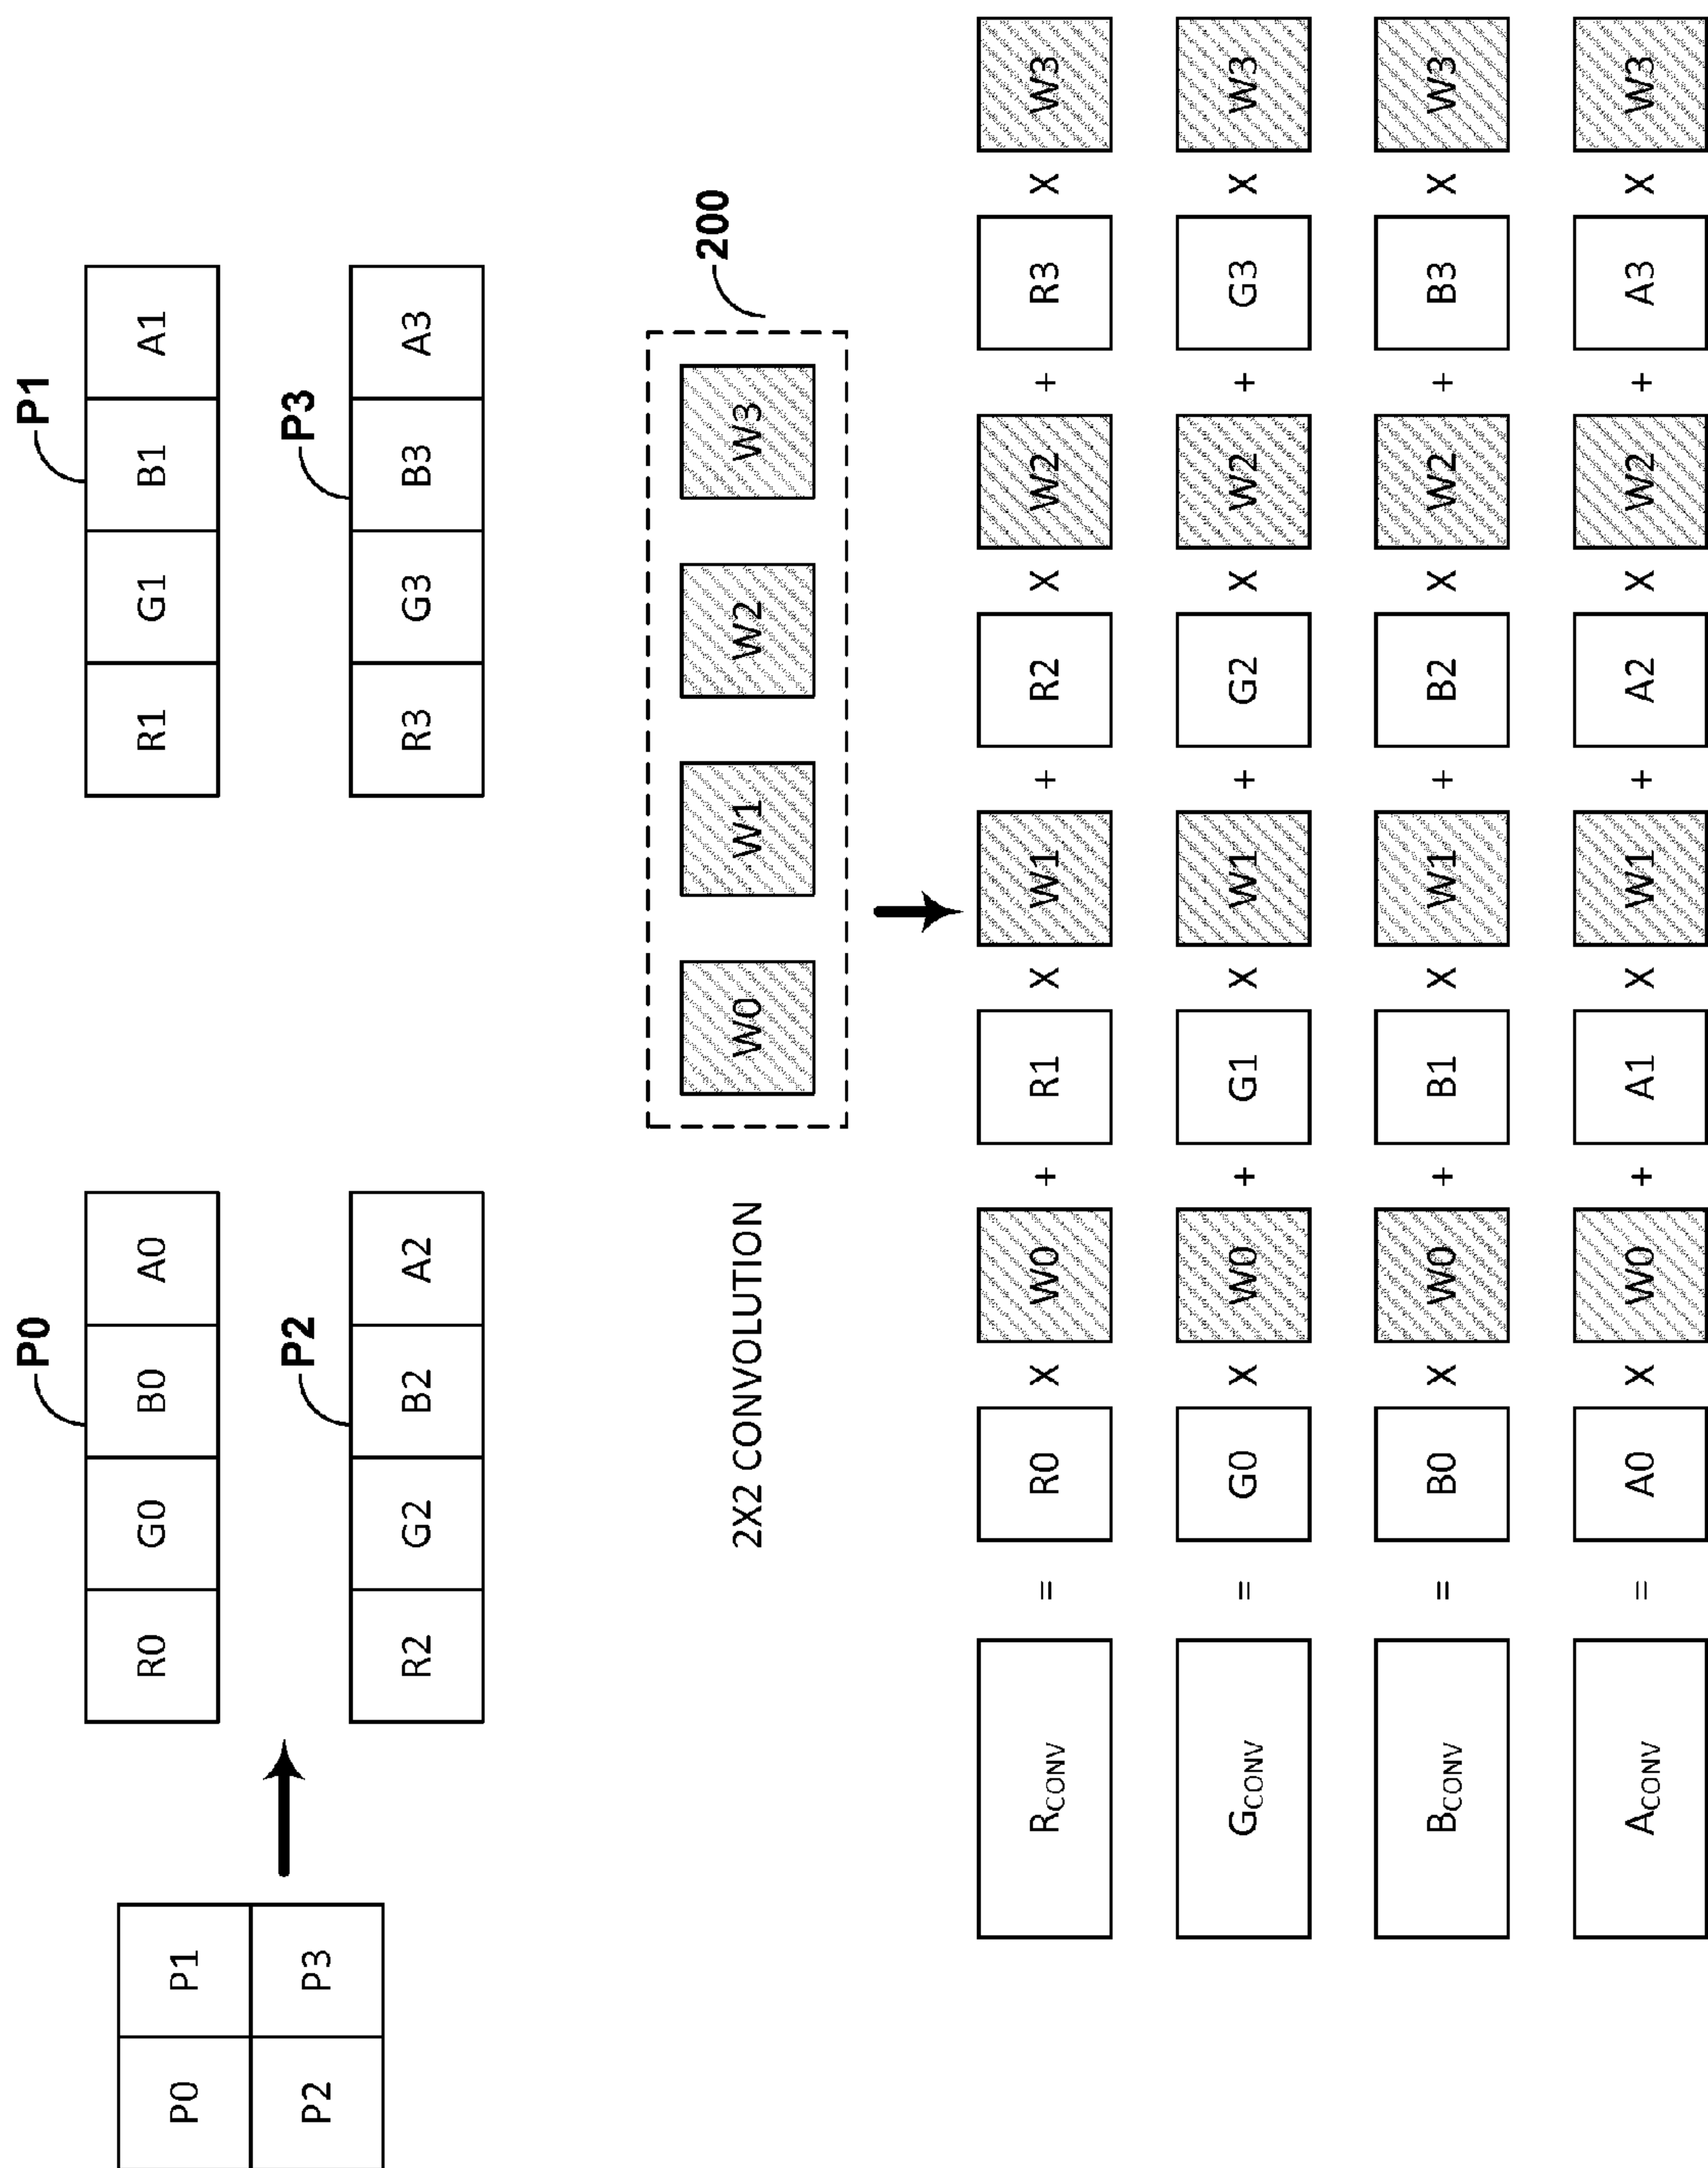 P0 P1
R0 G0 B0 A0
R1 G1 B1 A1
P0 P1
P2 P3
P2 P3
R2 G2 B2 A2
R3 G3 B3 A3
200
2X2 CONVOLUTION W0 W1 W2 W3
RCONV = R0 X W0 + R1 X W1 + R2 X W2 + R3 X W3
GCONV = G0 X W0 + G1 X W1 + G2 X W2 + G3 X W3
BCONV = B0 X W0 + B1 X W1 + B2 X W2 + B3 X W3
ACONV = A0 X W0 + A1 X W1 + A2 X W2 + A3 X W3